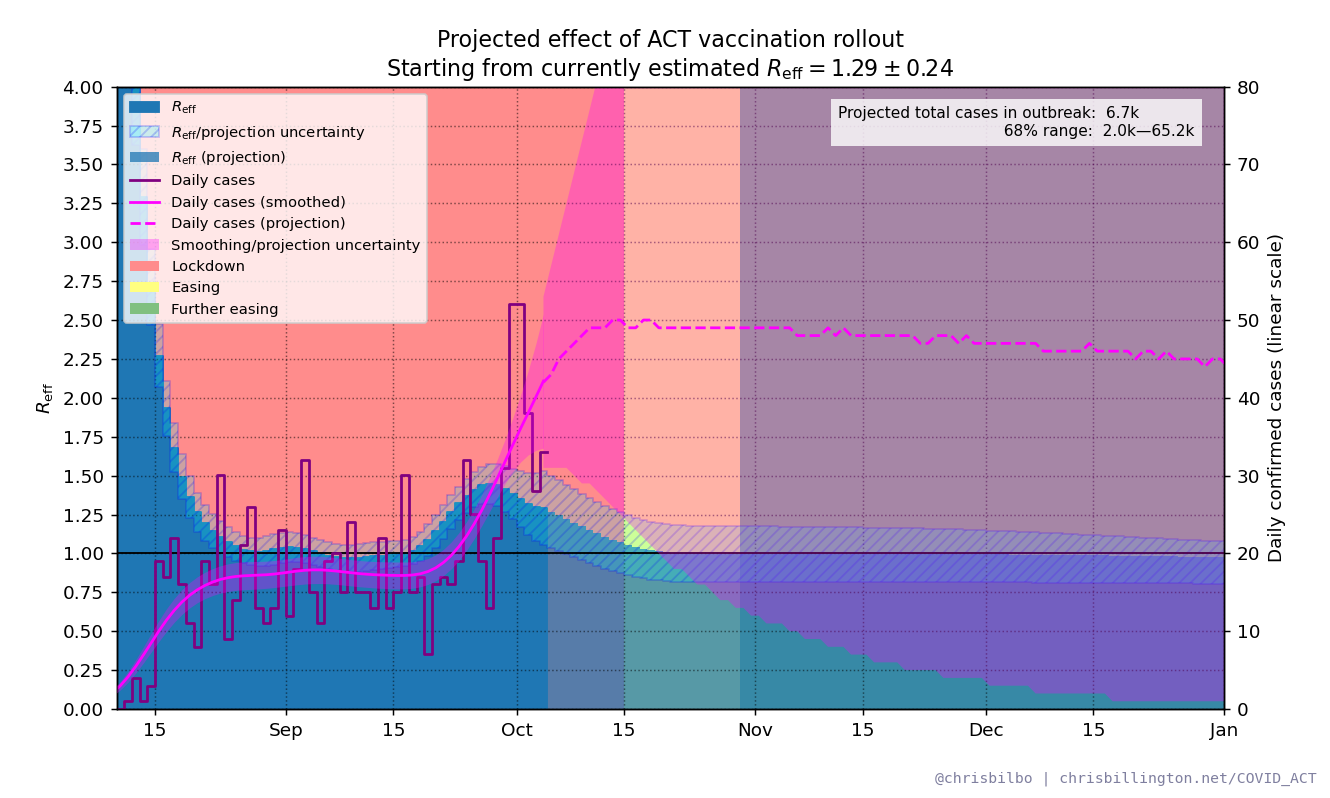 Projected effect of ACT vaccination rollout
Starting from currently estimated Reff = 1.29 ± 0.24
4.00
3.75
3.50
3.25
3.00
2.75
2.50
2.25
2.00
1.75
1.50
1.25
1.00
0.75
0.50
0.25
0.00
Reff
Reff
Reff/projection uncertainty
Reff (projection)
Daily cases
Daily cases (smoothed)
Daily cases (projection)
Smoothing/projection uncertainty
Lockdown
Easing
Further easing
Projected total cases in outbreak: 6.7k
68% range: 2.0k—65.2k
80
70
60
50
40
30
20
10
0
Daily confirmed cases (linear scale)
15 Sep 15 Oct 15 Nov 15 Dec 15 Jan
@chrisbilbo | chrisbillington.net/COVID_ACT